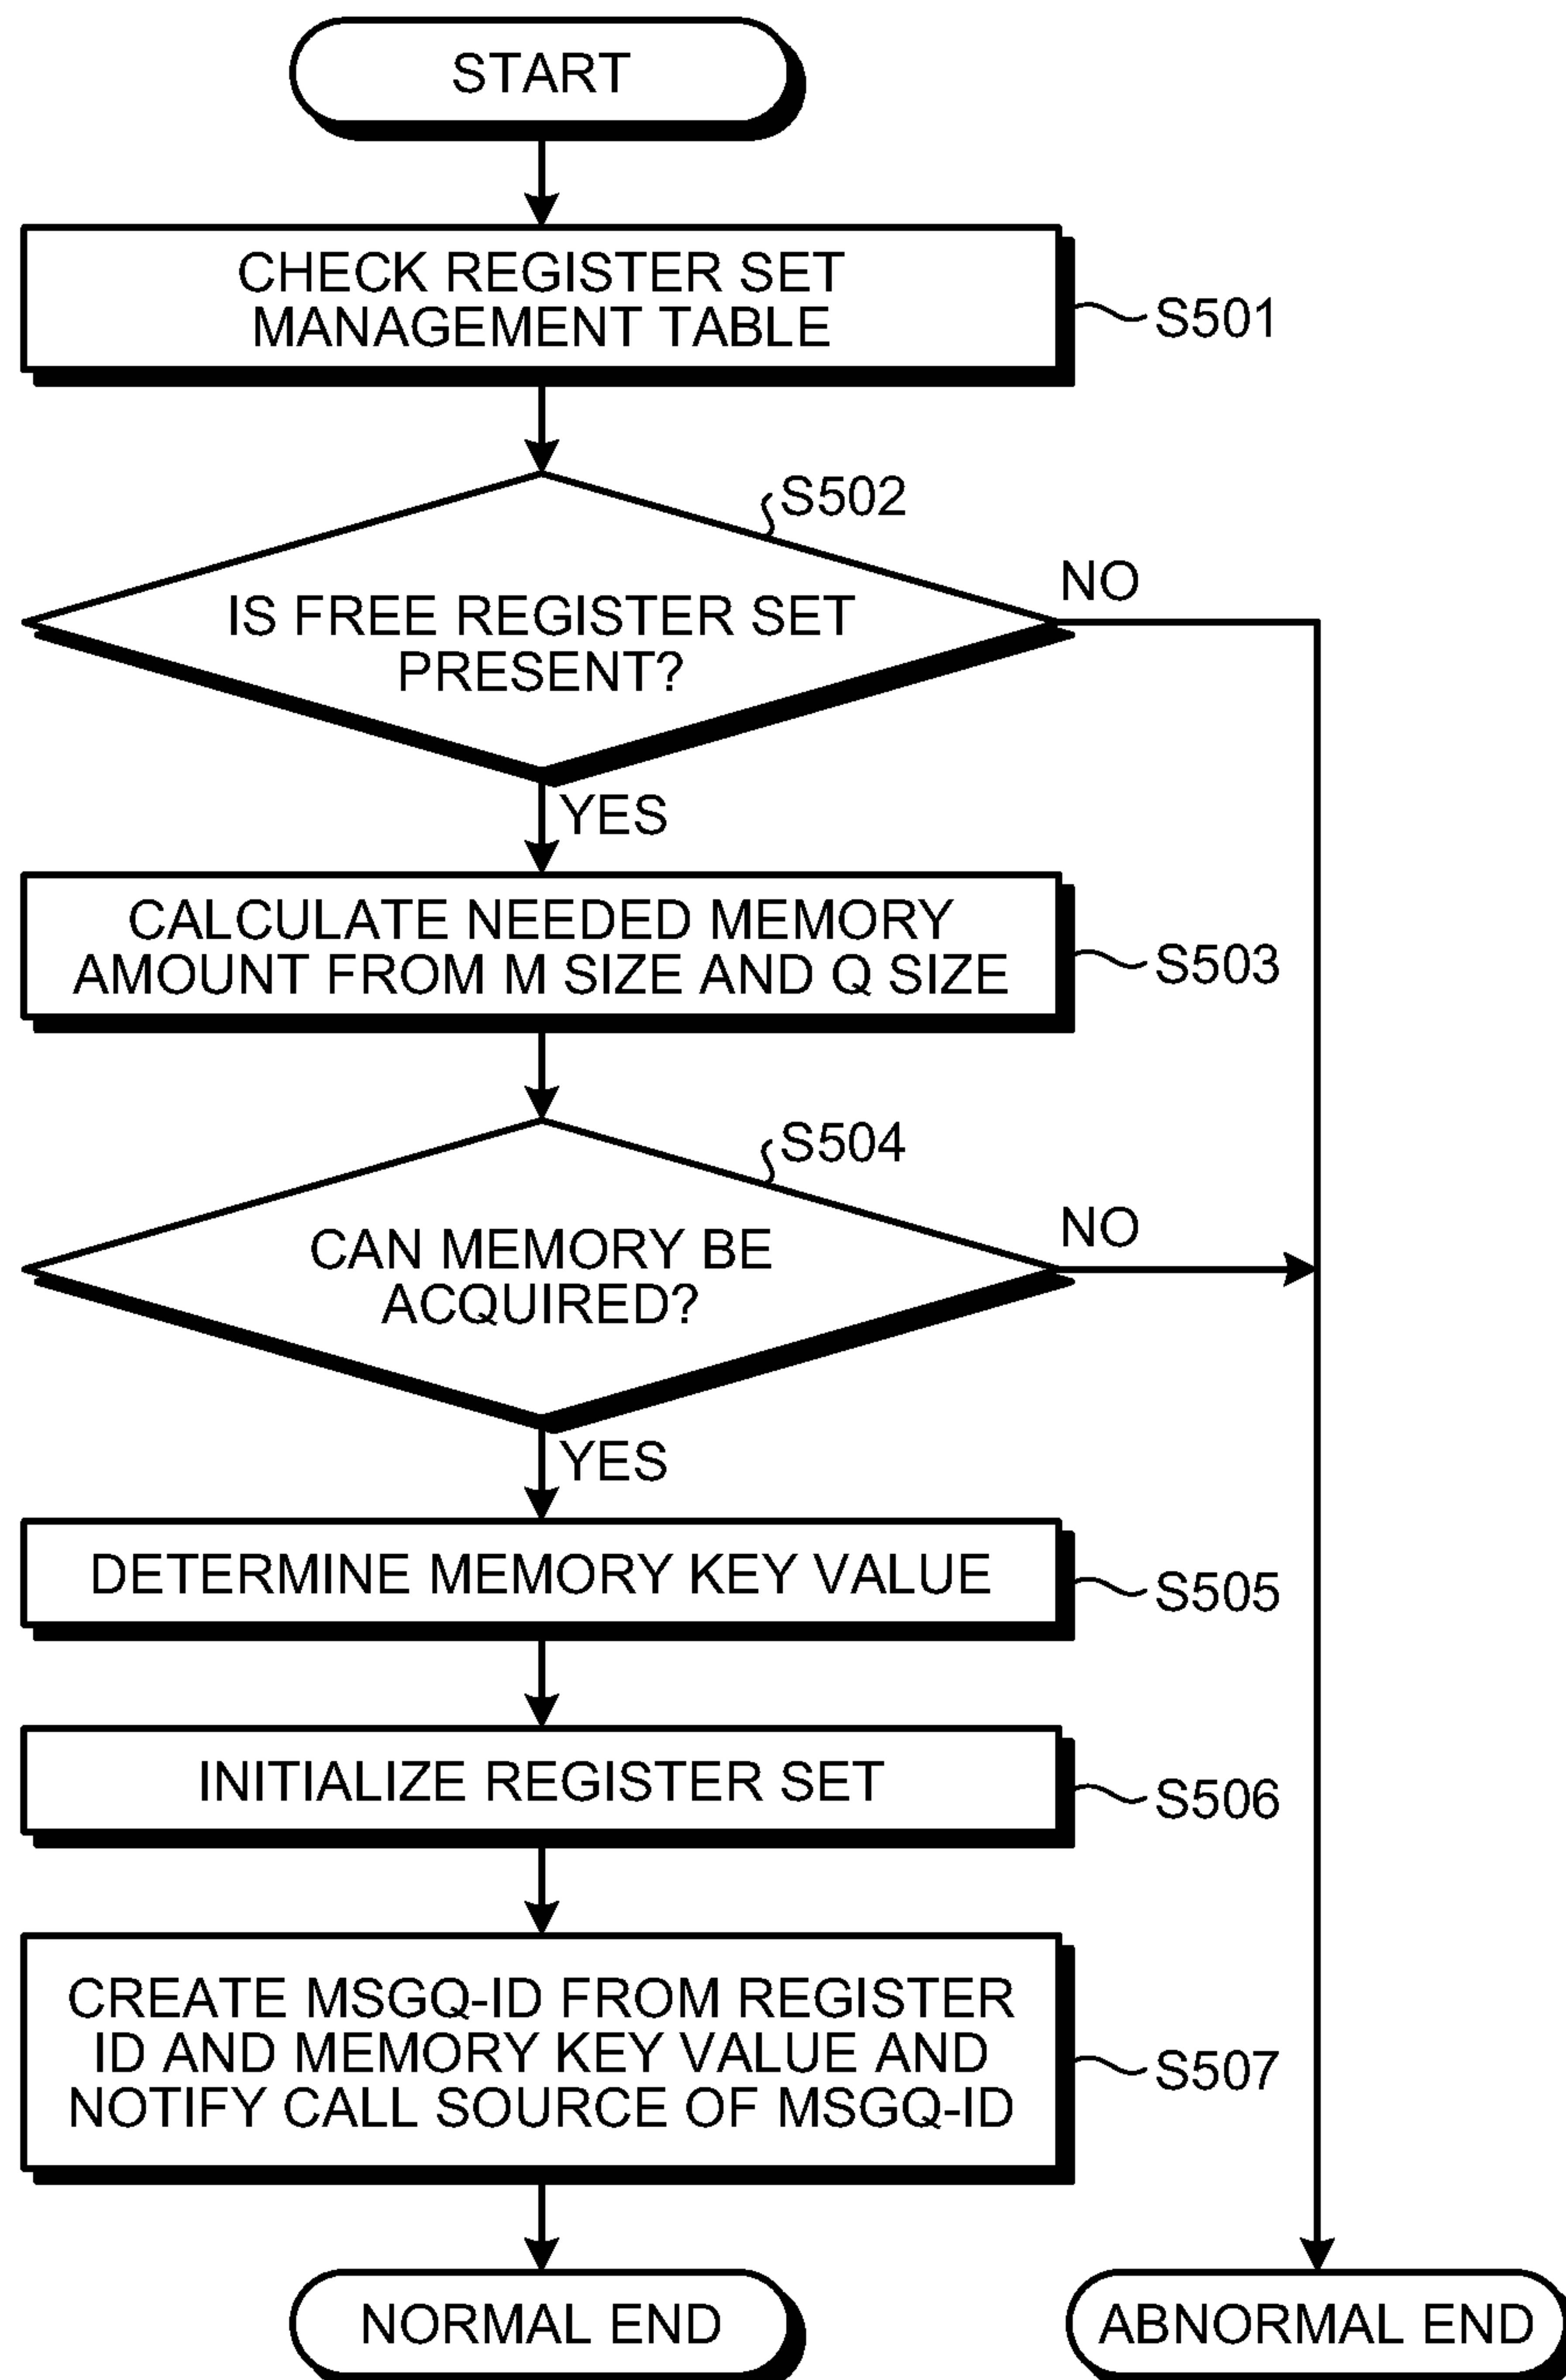 START
CHECK REGISTER SET
MANAGEMENT TABLE
S501
S502
IS FREE REGISTER SET
PRESENT?
NO
YES
CALCULATE NEEDED MEMORY
AMOUNT FROM M SIZE AND Q SIZE
S503
S504
CAN MEMORY BE
ACQUIRED?
NO
YES
DETERMINE MEMORY KEY VALUE
S505
INITIALIZE REGISTER SET
S506
CREATE MSGQ-ID FROM REGISTER
ID AND MEMORY KEY VALUE AND
NOTIFY CALL SOURCE OF MSGQ-ID
S507
NORMAL END
ABNORMAL END